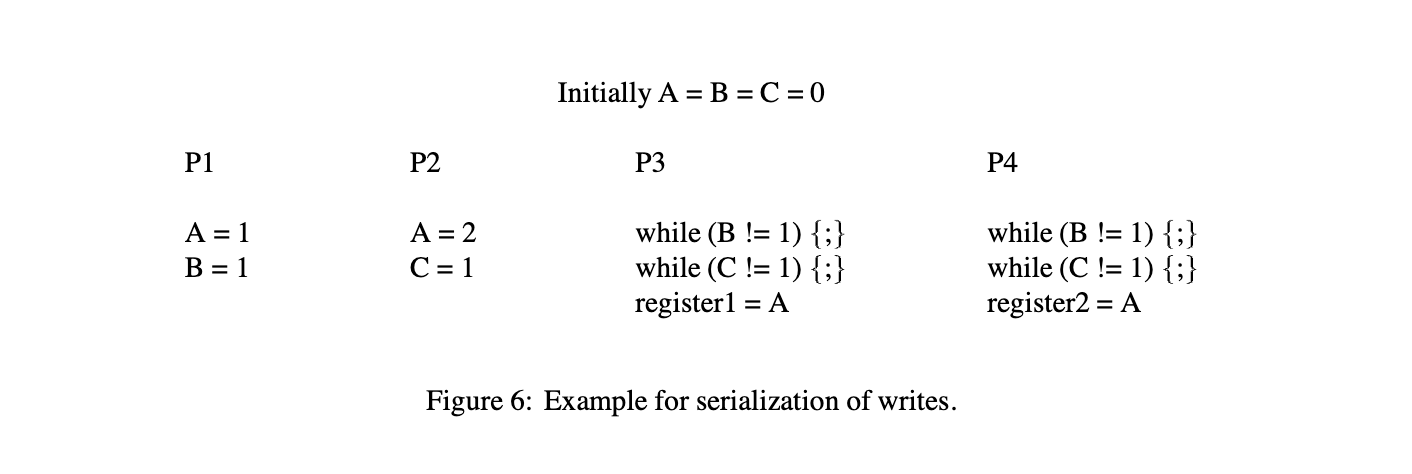 Initially A = B = C = 0
P1 P2 P3 P4
A = 1 A = 2 while (B != 1) {;} while (B != 1) {;}
B = 1 C = 1 while (C != 1) {;} while (C != 1) {;}
register1 = A register2 = A
Figure 6: Example for serialization of writes.